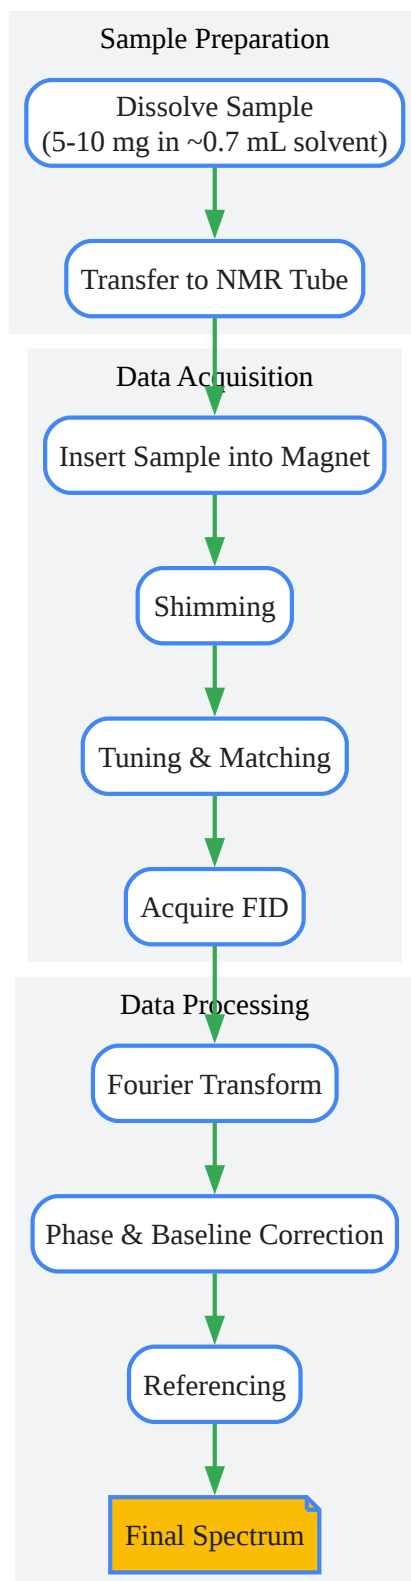 Sample Preparation
Dissolve Sample
(5-10 mg in ~0.7 mL solvent)
Transfer to NMR Tube
Data Acquisition
Insert Sample into Magnet
Shimming
Tuning & Matching
Acquire FID
Data Processing
Fourier Transform
Phase & Baseline Correction
Referencing
Final Spectrum